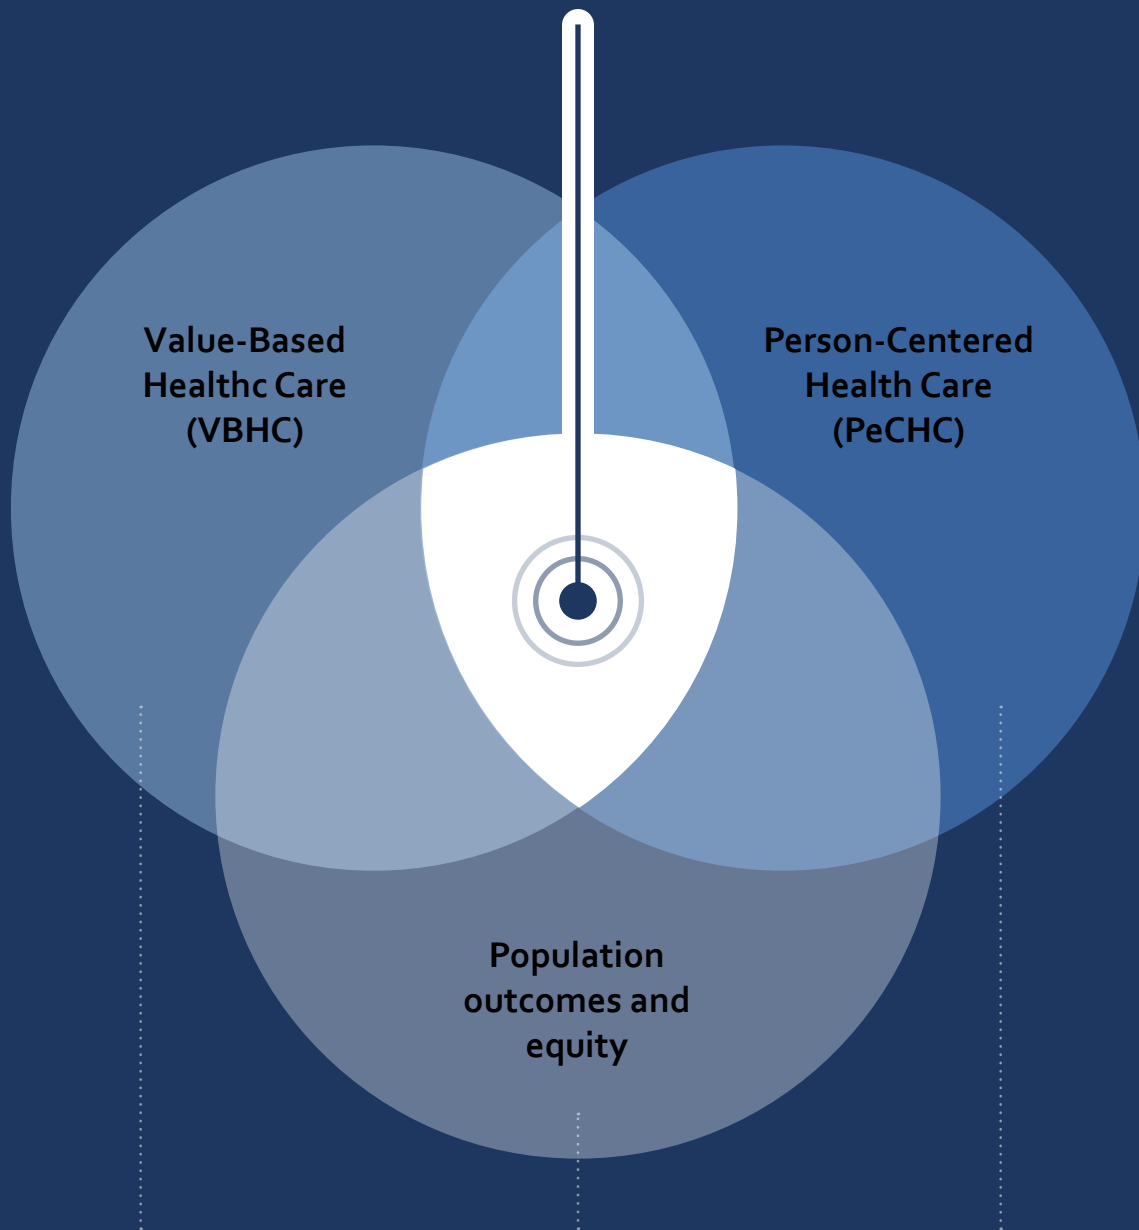 Value-Based
Healthc Care
(VBHC)
Person-Centered
Health Care
(PeCHC)
Population
outcomes and
equity